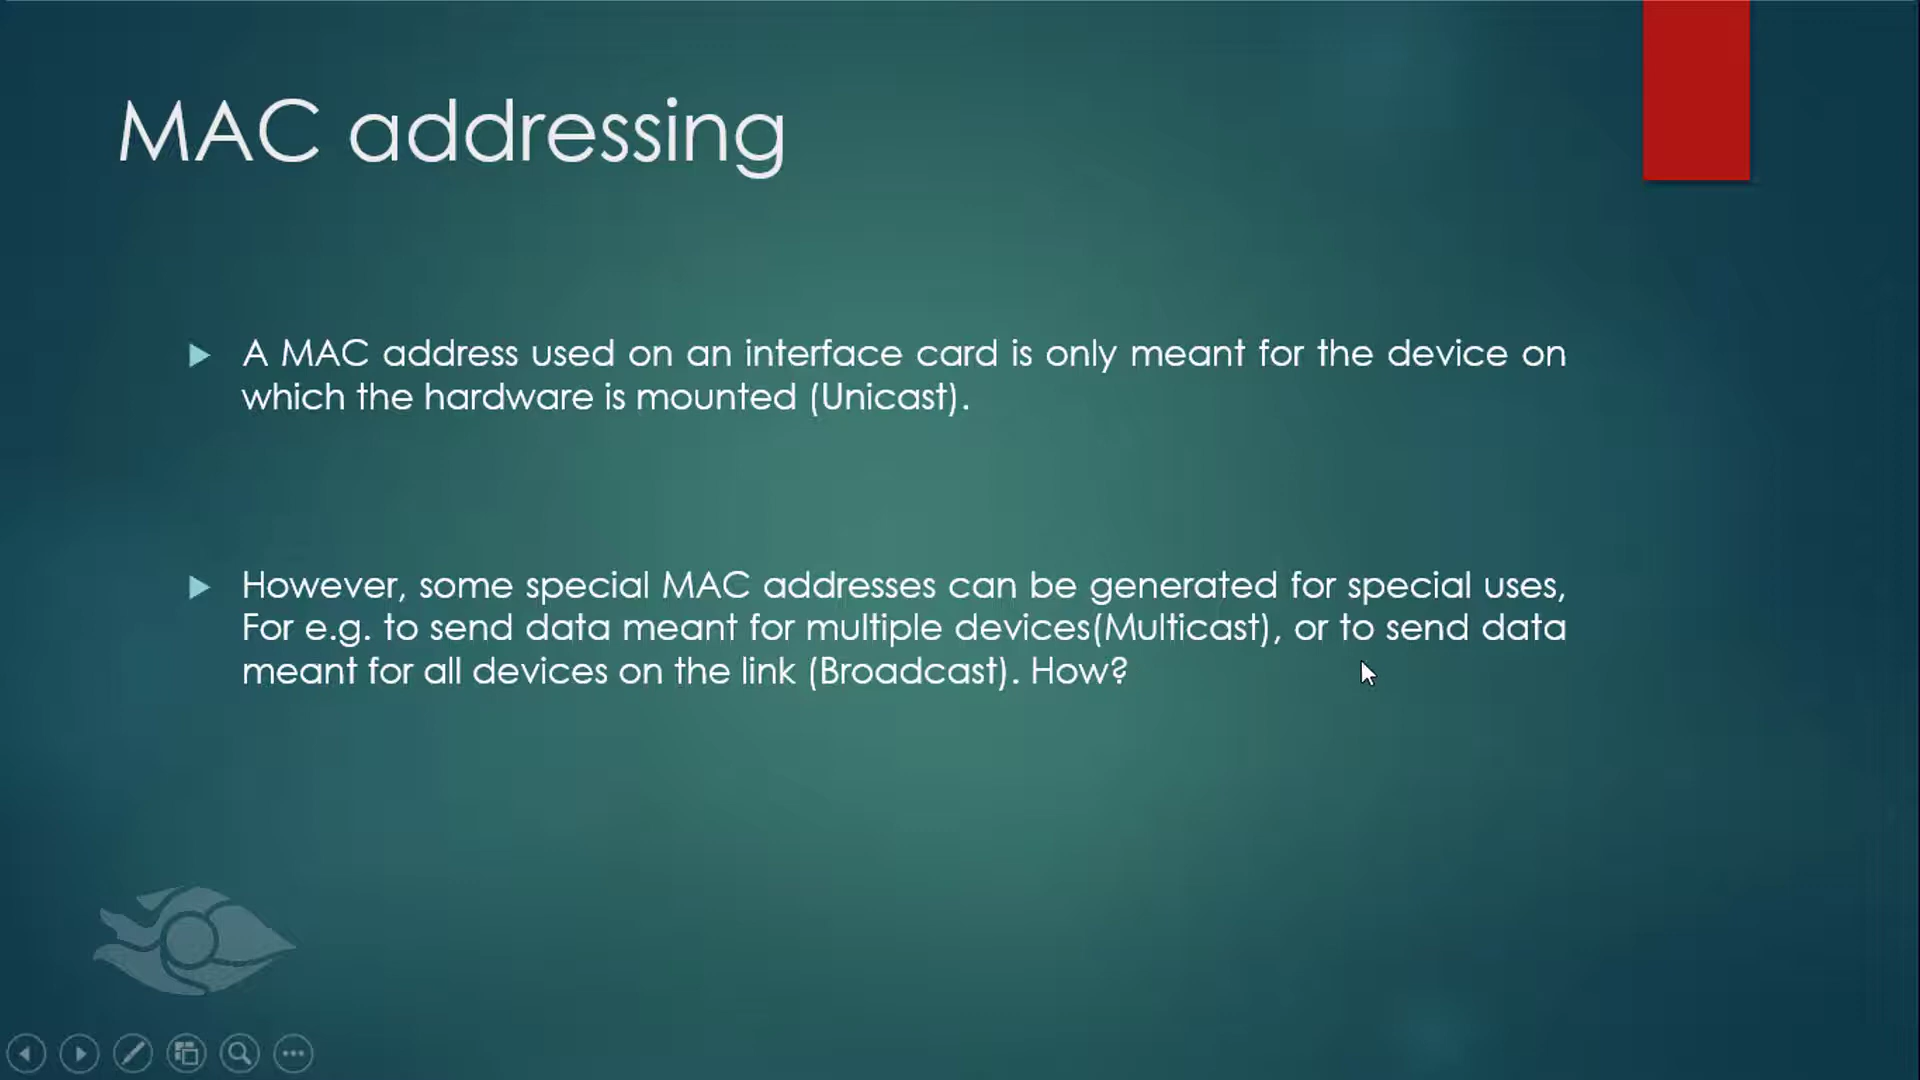 MAC addressing
A MAC address used on an interface card is only meant for the device on
which the hardware is mounted (Unicast).
However, some special MAC addresses can be generated for special uses,
For e.g. to send data meant for multiple devices(Multicast), or to send data
meant for all devices on the link (Broadcast). How?